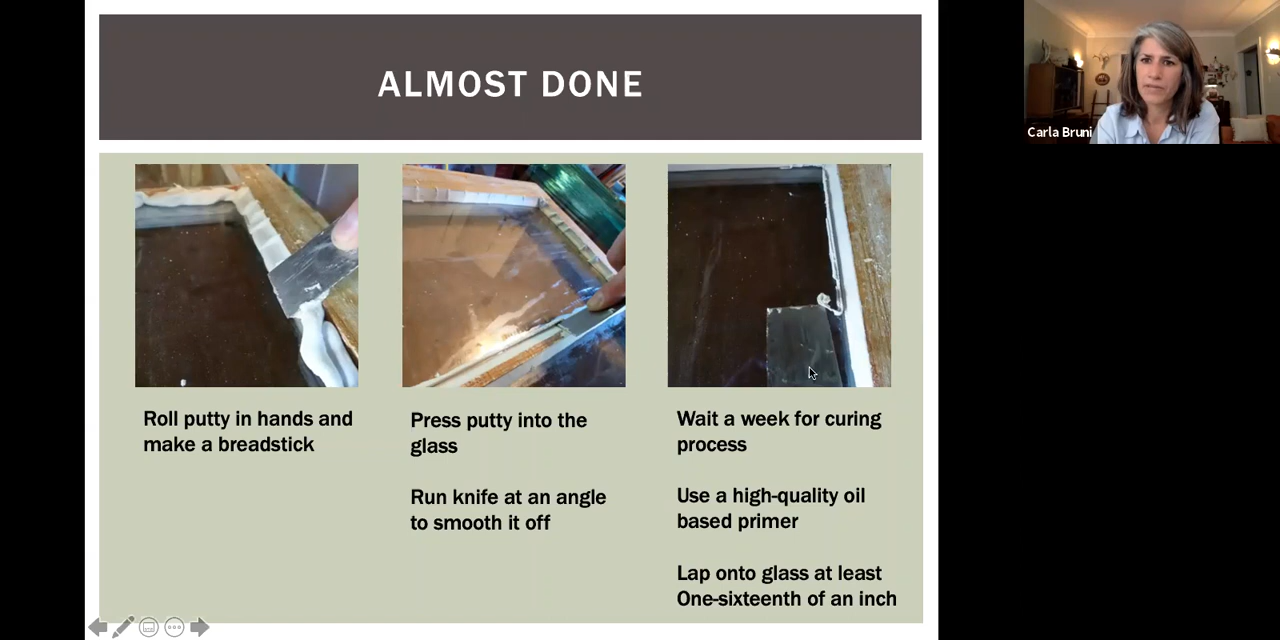 ALMOST DONE
Carla Bruni
Roll putty in hands and
make a breadstick
Press putty into the
glass
Run knife at an angle
to smooth it off
Wait a week for curing
process
Use a high-quality oil
based primer
Lap onto glass at least
One-sixteenth of an inch